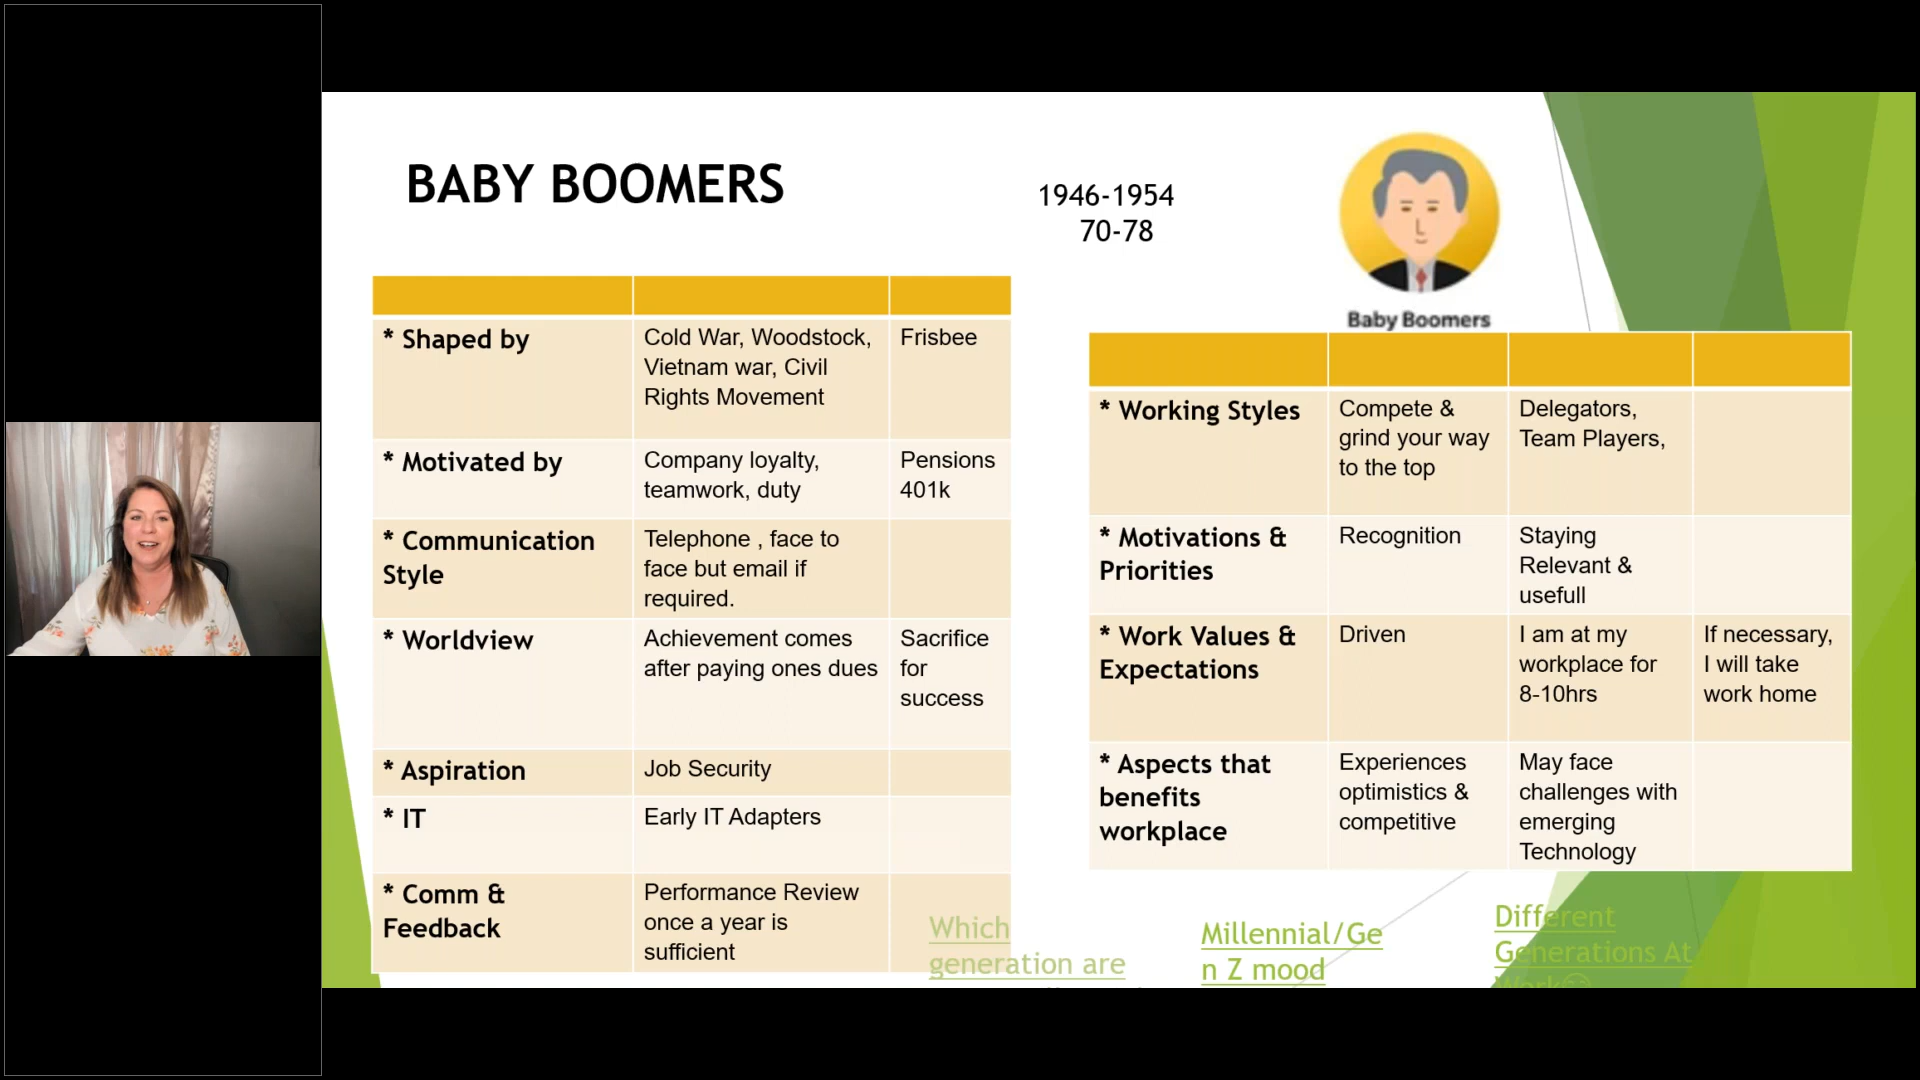 BABY BOOMERS
1946-1954
70-78
Baby Boomers
* Shaped by
Cold War, Woodstock,
Vietnam war, Civil
Rights Movement
Frisbee
* Motivated by
Company loyalty,
teamwork, duty
Pensions
401k
* Communication
Style
Telephone , face to
face but email if
required.
* Worldview
Achievement comes
after paying ones dues
Sacrifice
for
success
* Aspiration
Job Security
* IT
Early IT Adapters
* Comm &
Feedback
Performance Review
once a year is
sufficient
* Working Styles
Compete &
grind your way
to the top
Delegators,
Team Players,
* Motivations &
Priorities
Recognition
Staying
Relevant &
usefull
* Work Values &
Expectations
Driven
I am at my
workplace for
8-10hrs
If necessary,
I will take
work home
* Aspects that
benefits
workplace
Experiences
optimistics &
competitive
May face
challenges with
emerging
Technology
Which
generation are
Millennial/Ge
n Z mood
Different
Generations At
Work